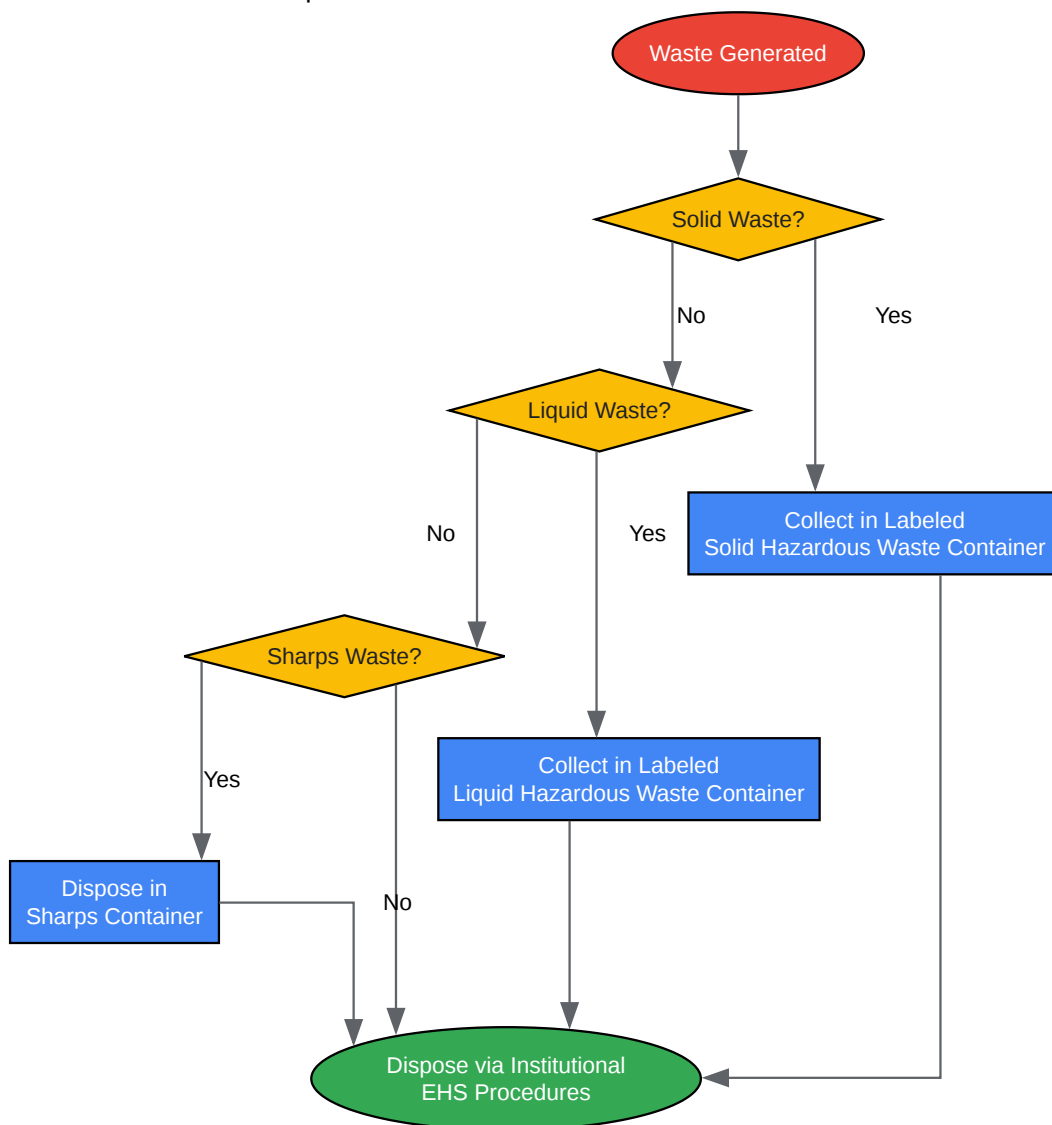 Waste Generated
Solid Waste?
No
Yes
Liquid Waste?
No
Yes
Collect in Labeled
Solid Hazardous Waste Container
Sharps Waste?
Yes
Collect in Labeled
Liquid Hazardous Waste Container
Dispose in
Sharps Container
No
Dispose via Institutional
EHS Procedures